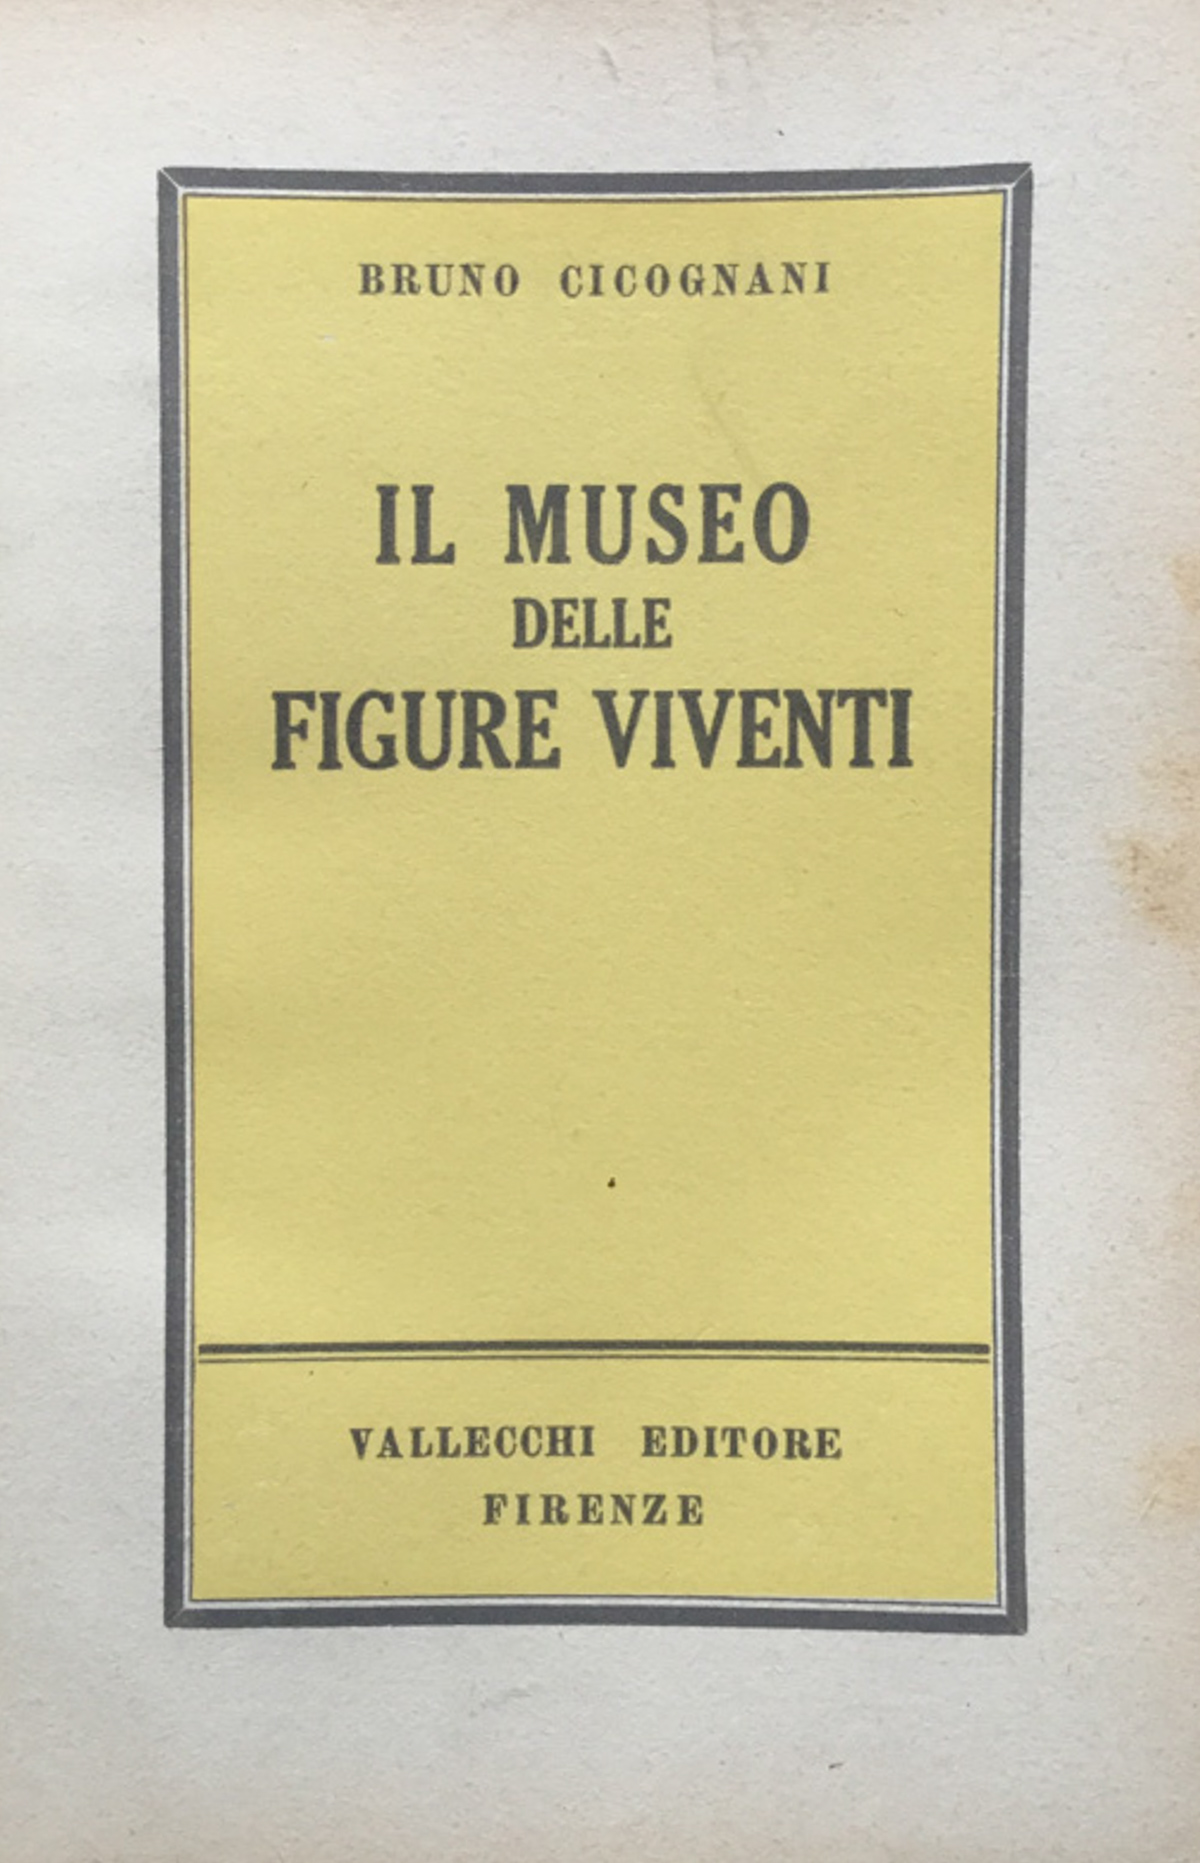 BRUNO CICOGNANI
IL MUSEO
DELLE
FIGURE VIVENTI
VALLECCHI EDITORE
FIRENZE